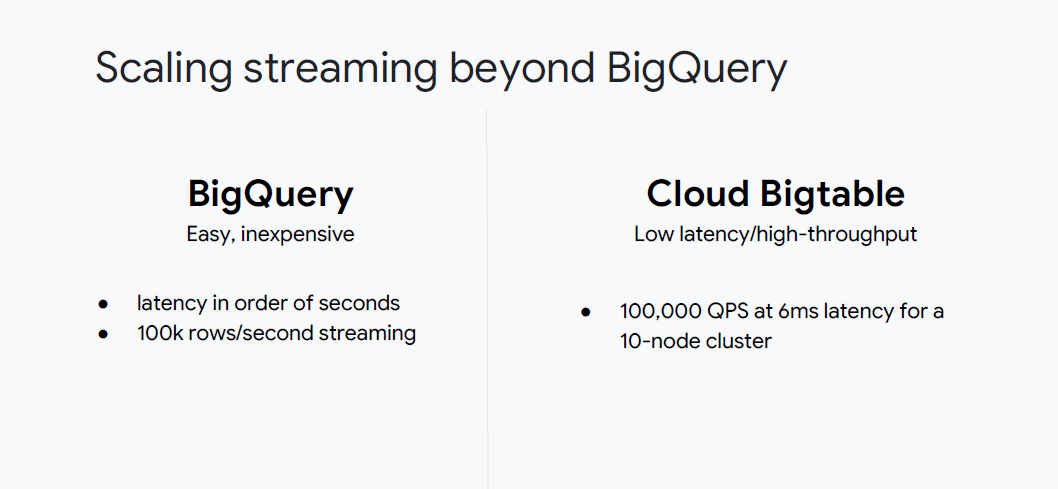 Scaling streaming beyond BigQuery
BigQuery
Easy, inexpensive
● latency in order of seconds
● 100k rows/second streaming
Cloud Bigtable
Low latency/high-throughput
● 100,000 QPS at 6ms latency for a
10-node cluster